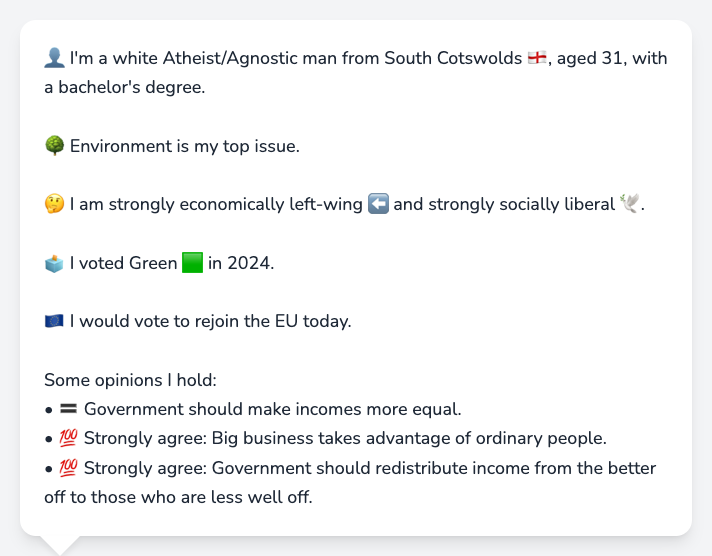 👤 I'm a white Atheist/Agnostic man from South Cotswolds 🏴󠁧󠁢󠁥󠁮󠁧󠁿, aged 31, with
a bachelor's degree.
🌳 Environment is my top issue.
🤔 I am strongly economically left-wing ⬅️ and strongly socially liberal 🕊️.
🗳️ I voted Green 🟩 in 2024.
🇪🇺 I would vote to rejoin the EU today.
Some opinions I hold:
• 🟰 Government should make incomes more equal.
• 💯 Strongly agree: Big business takes advantage of ordinary people.
• 💯 Strongly agree: Government should redistribute income from the better
off to those who are less well off.